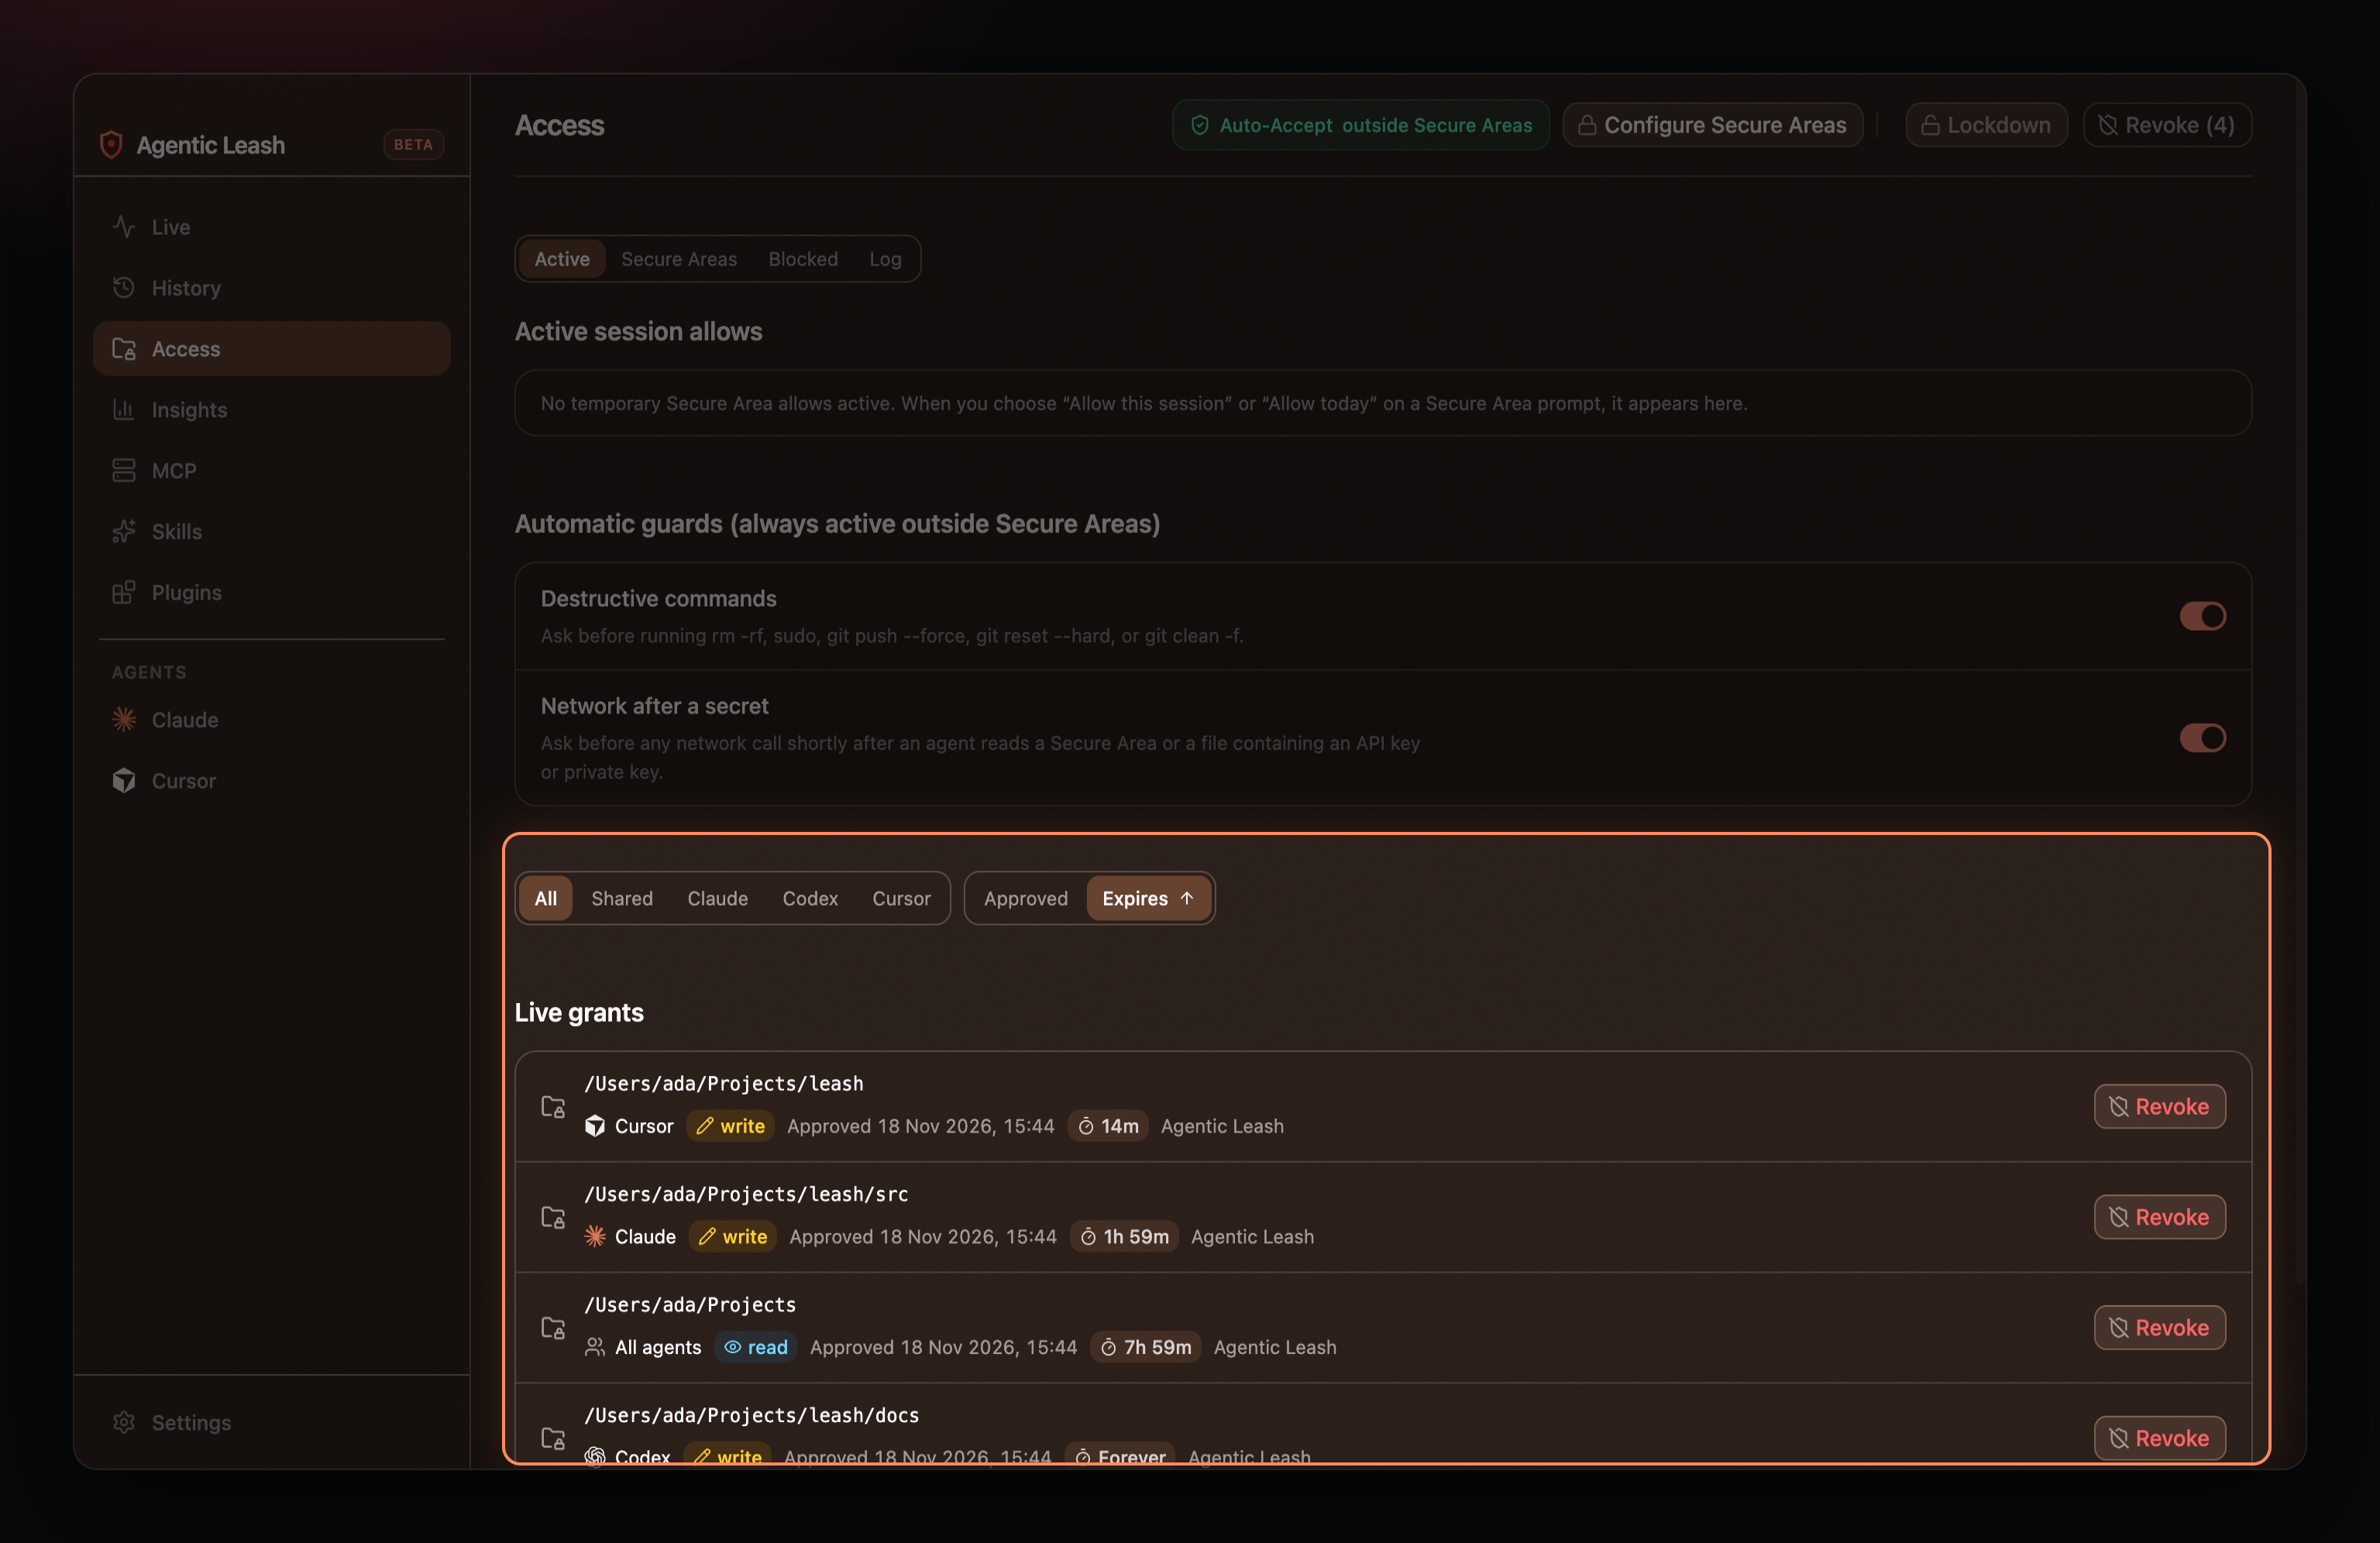 Agentic Leash BETA
Live
History
Access
Insights
MCP
Skills
Plugins
AGENTS
Claude
Cursor
Settings
Access
Auto-Accept outside Secure Areas
Configure Secure Areas
Lockdown
Revoke (4)
Active Secure Areas Blocked Log
Active session allows
No temporary Secure Area allows active. When you choose “Allow this session” or “Allow today” on a Secure Area prompt, it appears here.
Automatic guards (always active outside Secure Areas)
Destructive commands
Ask before running rm -rf, sudo, git push --force, git reset --hard, or git clean -f.
Network after a secret
Ask before any network call shortly after an agent reads a Secure Area or a file containing an API key
or private key.
All Shared Claude Codex Cursor
Approved Expires ↑
Live grants
/Users/ada/Projects/leash
Cursor write Approved 18 Nov 2026, 15:44 14m Agentic Leash
Revoke
/Users/ada/Projects/leash/src
Claude write Approved 18 Nov 2026, 15:44 1h 59m Agentic Leash
Revoke
/Users/ada/Projects
All agents read Approved 18 Nov 2026, 15:44 7h 59m Agentic Leash
Revoke
/Users/ada/Projects/leash/docs
Codex write Approved 18 Nov 2026, 15:44 Forever Agentic Leash
Revoke